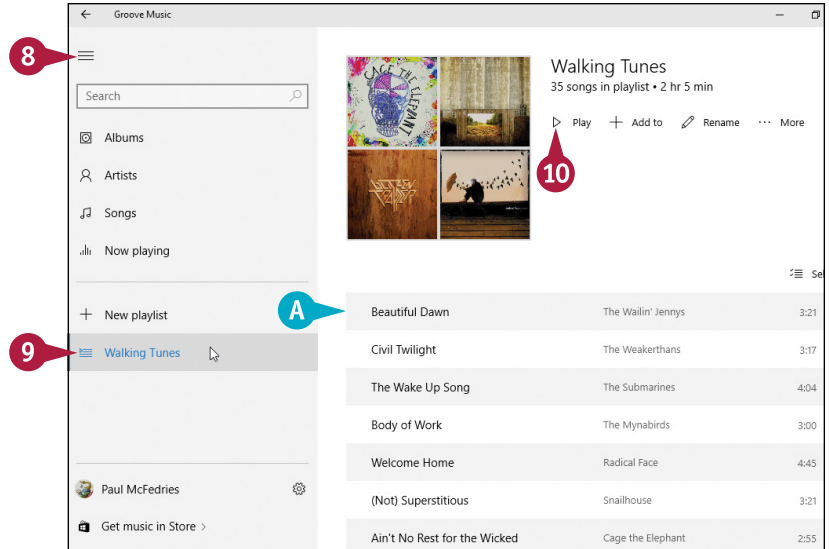 Groove Music
8
Search
Albums
Artists
Songs
Now playing
New playlist
9
Walking Tunes
Paul McFedries
Get music in Store
CAGE THE ELEPHANT
Walking Tunes
35 songs in playlist • 2 hr 5 min
Play Add to Rename ··· More
10
Sel
A
Beautiful Dawn The Wailin' Jennys 3:21
Civil Twilight The Weakerthans 3:17
The Wake Up Song The Submarines 4:04
Body of Work The Mynabirds 3:00
Welcome Home Radical Face 4:45
(Not) Superstitious Snailhouse 3:21
Ain't No Rest for the Wicked Cage the Elephant 2:55